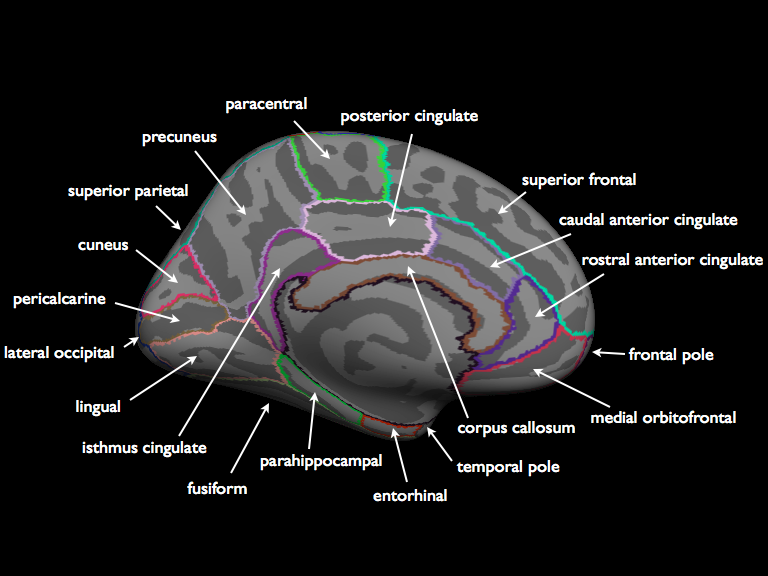 paracentral
posterior cingulate
precuneus
superior frontal
superior parietal
caudal anterior cingulate
cuneus
rostral anterior cingulate
pericalcarine
lateral occipital
frontal pole
lingual
medial orbitofrontal
corpus callosum
isthmus cingulate
parahippocampal
temporal pole
fusiform
entorhinal